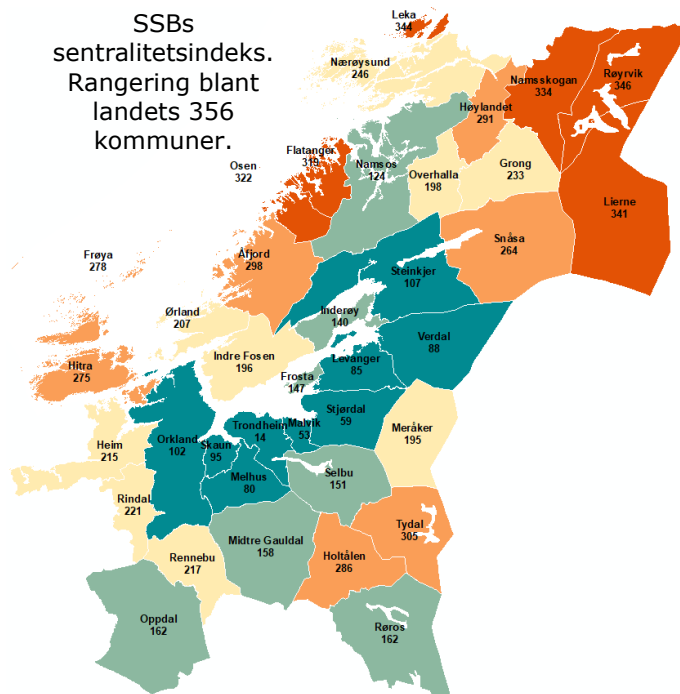 SSBs
sentralitetsindeks.
Rangering blant
landets 356
kommuner.
Leka
344
Nærøysund
246
Namsskogan
334
Røyrvik
346
Høylandet
291
Osen
322
Flatanger
319
Namsos
124
Overhalla
198
Grong
233
Lierne
341
Frøya
278
Åfjord
298
Snåsa
264
Steinkjer
107
Ørland
207
Inderøy
140
Verdal
88
Hitra
275
Indre Fosen
196
Levanger
85
Frosta
147
Stjørdal
59
Meråker
195
Heim
215
Orkland
102
Skaun
95
Trondheim
14
Malvik
53
Melhus
80
Selbu
151
Rindal
221
Tydal
305
Midtre Gauldal
158
Rennebu
217
Holtålen
286
Oppdal
162
Røros
162